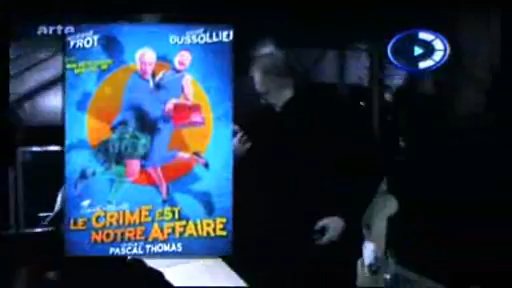 arte
FROT
DUSSOLLIER
LE CRIME EST
NOTRE AFFAIRE
PASCAL THOMAS